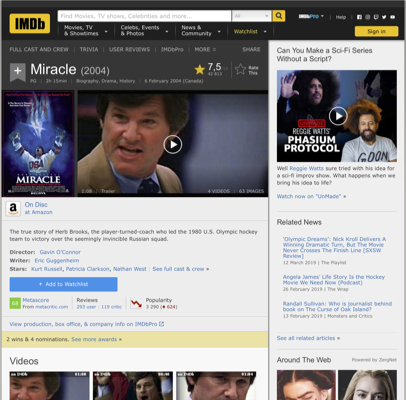 IMDb
Find Movies, TV shows, Celebrities and more...
All
IMDbPro
Help
Movies, TV
& Showtimes
Celebs, Events
& Photos
News &
Community
Watchlist
Sign in
FULL CAST AND CREW | TRIVIA | USER REVIEWS | IMDbPro | MORE
SHARE
Miracle (2004)
PG | 2h 15min | Biography, Drama, History | 6 February 2004 (Canada)
7,5
Rate
This
MIRACLE
1:08 | Trailer
4 VIDEOS | 63 IMAGES
On Disc
at Amazon
The true story of Herb Brooks, the player-turned-coach who led the 1980 U.S. Olympic hockey
team to victory over the seemingly invincible Russian squad.
Director: Gavin O'Connor
Writer: Eric Guggenheim
Stars: Kurt Russell, Patricia Clarkson, Nathan West | See full cast & crew »
+ Add to Watchlist
Metascore
From metacritic.com
Reviews
293 user | 119 critic
Popularity
3 290 (624)
View production, box office, & company info on IMDbPro
2 wins & 4 nominations. See more awards »
Videos
Can You Make a Sci-Fi Series
Without a Script?
REGGIE WATTS'
PHASIUM
PROTOCOL
Well Reggie Watts sure tried with his idea for
a sci-fi improv show. What happens when we
bring his idea to life?
Watch now on "UnMade" »
Related News
'Olympic Dreams': Nick Kroll Delivers A
Winning Dramatic Turn, But The Movie
Never Crosses The Finish Line [SXSW
Review]
12 March 2019 | The Playlist
Angela James' Life Story Is the Hockey
Movie We Need Now (Podcast)
26 February 2019 | The Wrap
Randall Sullivan: Who is journalist behind
book on The Curse of Oak Island?
13 February 2019 | Monsters and Critics
See all related articles »
Around The Web
Powered by ZergNet